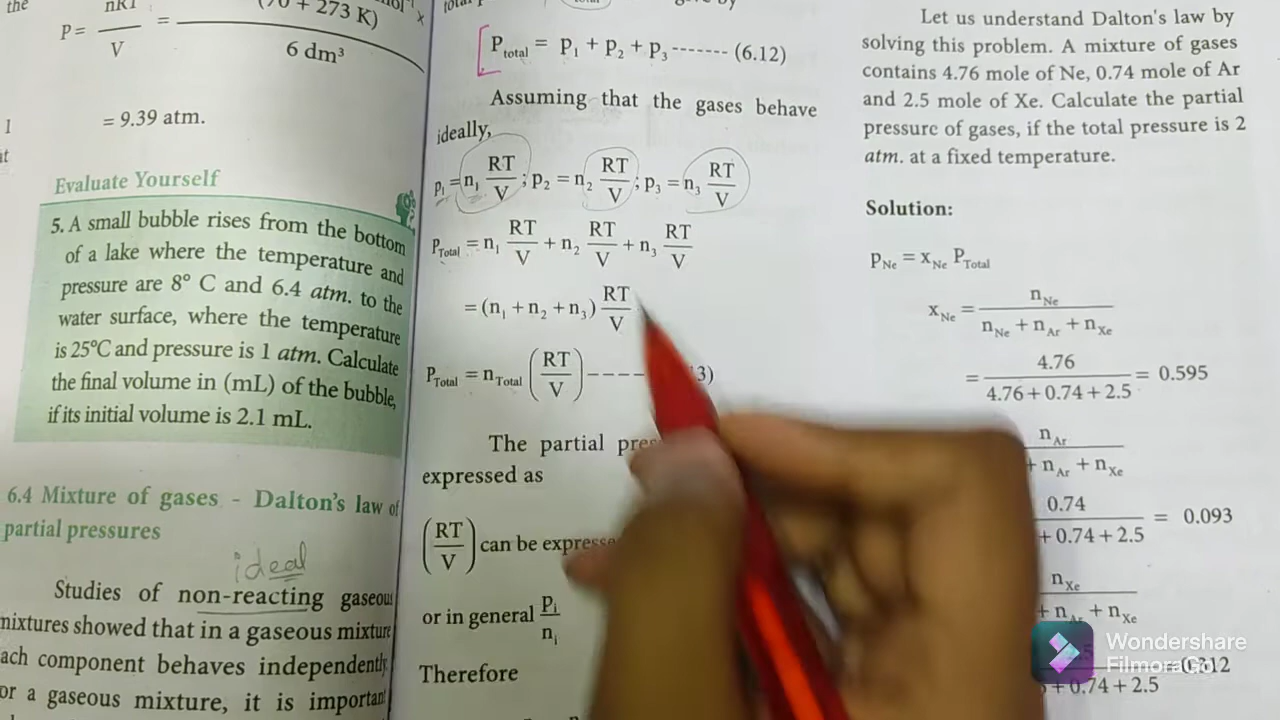 the
P = nRT / V = (70 + 273 K) / 6 dm³
= 9.39 atm.
Evaluate Yourself
5. A small bubble rises from the bottom
of a lake where the temperature and
pressure are 8° C and 6.4 atm. to the
water surface, where the temperature
is 25°C and pressure is 1 atm. Calculate
the final volume in (mL) of the bubble,
if its initial volume is 2.1 mL.
6.4 Mixture of gases - Dalton's law of
partial pressures
ideal
Studies of non-reacting gaseous
mixtures showed that in a gaseous mixture
each component behaves independently.
for a gaseous mixture, it is important
P_total = p₁ + p₂ + p₃ ------- (6.12)
Assuming that the gases behave
ideally,
p₁ = n₁ RT/V ; p₂ = n₂ RT/V ; p₃ = n₃ RT/V
P_Total = n₁ RT/V + n₂ RT/V + n₃ RT/V
= (n₁ + n₂ + n₃) RT/V
P_Total = n_Total (RT/V) ---- 3)
The partial pres
expressed as
(RT/V) can be expresse
or in general pᵢ/nᵢ
Therefore
Let us understand Dalton's law by
solving this problem. A mixture of gases
contains 4.76 mole of Ne, 0.74 mole of Ar
and 2.5 mole of Xe. Calculate the partial
pressure of gases, if the total pressure is 2
atm. at a fixed temperature.
Solution:
p_Ne = x_Ne P_Total
x_Ne = n_Ne / n_Ne + n_Ar + n_Xe
= 4.76 / 4.76 + 0.74 + 2.5 = 0.595
n_Ar / + n_Ar + n_Xe
0.74 / + 0.74 + 2.5 = 0.093
n_Xe / + n_Ar + n_Xe
+ 0.74 + 2.5 = 0.312
Wondershare
Filmora